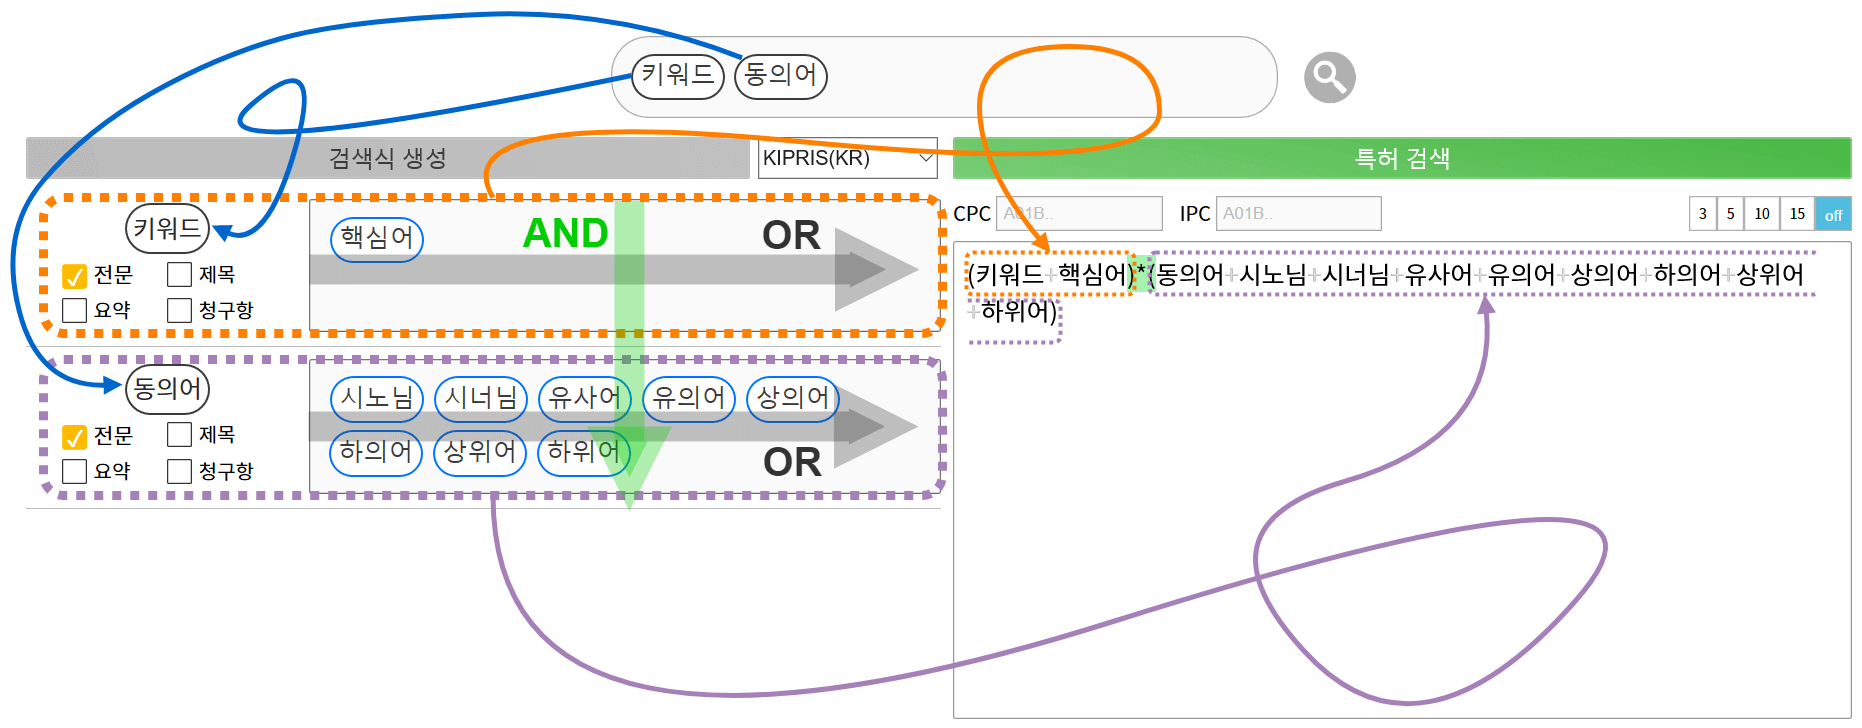 키워드 동의어
검색식 생성
KIPRIS(KR)
특허 검색
키워드
전문 제목
요약 청구항
핵심어
AND
OR
동의어
전문 제목
요약 청구항
시노님 시너님 유사어 유의어 상의어
하의어 상위어 하위어
OR
CPC A01B.. IPC A01B.. 3 5 10 15 off
(키워드+핵심어)*(동의어+시노님+시너님+유사어+유의어+상의어+하의어+상위어
+하위어)